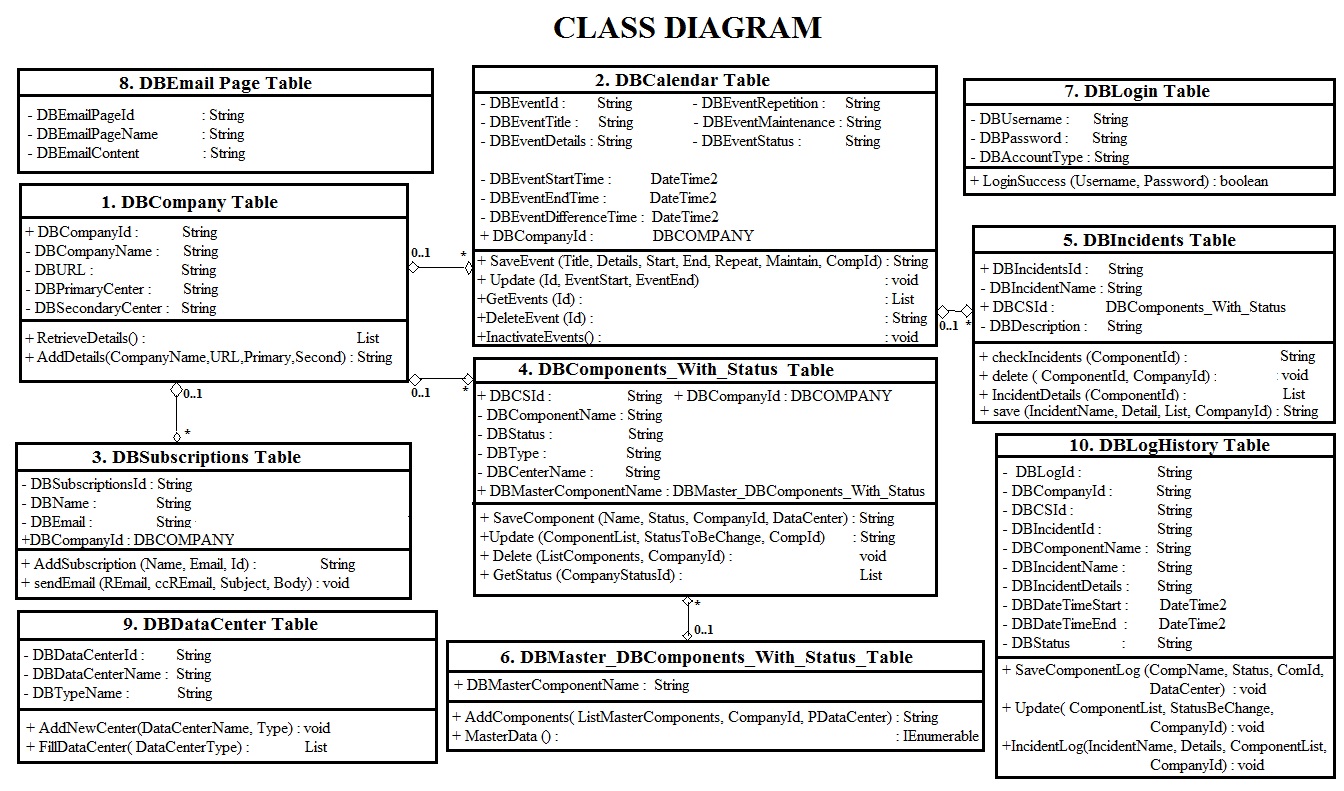 CLASS DIAGRAM
8. DBEmail Page Table
- DBEmailPageId : String
- DBEmailPageName : String
- DBEmailContent : String
2. DBCalendar Table
- DBEventId : String - DBEventRepetition : String
- DBEventTitle : String - DBEventMaintenance : String
- DBEventDetails : String - DBEventStatus : String
- DBEventStartTime : DateTime2
- DBEventEndTime : DateTime2
- DBEventDifferenceTime : DateTime2
+ DBCompanyId : DBCOMPANY
+ SaveEvent (Title, Details, Start, End, Repeat, Maintain, CompId) : String
+ Update (Id, EventStart, EventEnd) : void
+GetEvents (Id) : List
+DeleteEvent (Id) : String
+InactivateEvents() : void
7. DBLogin Table
- DBUsername : String
- DBPassword : String
- DBAccountType : String
+ LoginSuccess (Username, Password) : boolean
1. DBCompany Table
+ DBCompanyId : String
- DBCompanyName : String
- DBURL : String
- DBPrimaryCenter : String
- DBSecondaryCenter : String
+ RetrieveDetails() : List
+ AddDetails(CompanyName,URL,Primary,Second) : String
0..1 *
0..1 *
0..1
*
5. DBIncidents Table
+ DBIncidentsId : String
- DBIncidentName : String
+ DBCSId : DBComponents_With_Status
- DBDescription : String
+ checkIncidents (ComponentId) : String
+ delete ( ComponentId, CompanyId) : void
+ IncidentDetails (ComponentId) : List
+ save (IncidentName, Detail, List, CompanyId) : String
0..1 *
4. DBComponents_With_Status Table
+ DBCSId : String + DBCompanyId : DBCOMPANY
- DBComponentName : String
- DBStatus : String
- DBType : String
- DBCenterName : String
+ DBMasterComponentName : DBMaster_DBComponents_With_Status
+ SaveComponent (Name, Status, CompanyId, DataCenter) : String
+Update (ComponentList, StatusToBeChange, CompId) : String
+ Delete (ListComponents, CompanyId) : void
+ GetStatus (CompanyStatusId) : List
*
0..1
3. DBSubscriptions Table
- DBSubscriptionsId : String
- DBName : String
- DBEmail : String
+DBCompanyId : DBCOMPANY
+ AddSubscription (Name, Email, Id) : String
+ sendEmail (REmail, ccREmail, Subject, Body) : void
10. DBLogHistory Table
- DBLogId : String
- DBCompanyId : String
- DBCSId : String
- DBIncidentId : String
- DBComponentName : String
- DBIncidentName : String
- DBIncidentDetails : String
- DBDateTimeStart : DateTime2
- DBDateTimeEnd : DateTime2
- DBStatus : String
+ SaveComponentLog (CompName, Status, ComId,
DataCenter) : void
+ Update( ComponentList, StatusBeChange,
CompanyId) : void
+IncidentLog(IncidentName, Details, ComponentList,
CompanyId) : void
9. DBDataCenter Table
- DBDataCenterId : String
- DBDataCenterName : String
- DBTypeName : String
+ AddNewCenter(DataCenterName, Type) : void
+ FillDataCenter( DataCenterType) : List
6. DBMaster_DBComponents_With_Status_Table
+ DBMasterComponentName : String
+ AddComponents( ListMasterComponents, CompanyId, PDataCenter) : String
+ MasterData () : IEnumerable